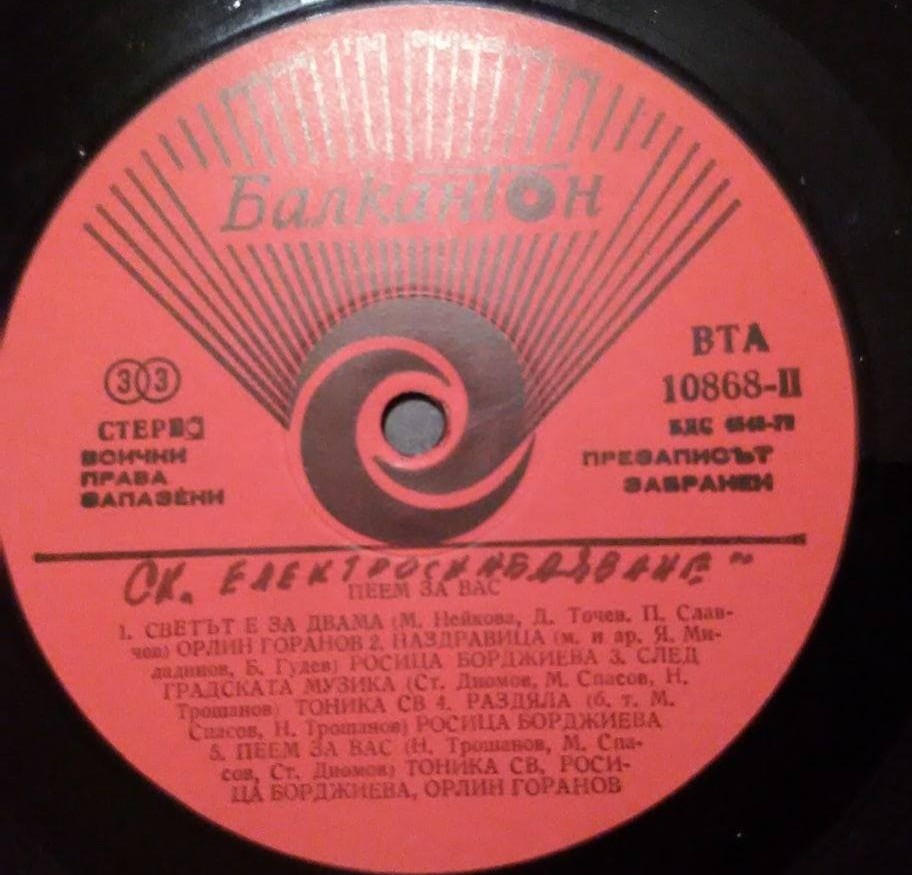 Балкантон
ВТА
10868-II
33
СТЕРЕО
ВСИЧКИ
ПРАВА
ЗАПАЗЕНИ
БДС
ПРЕЗАПИСЪТ
ЗАБРАНЕН
СК.
ПЕЕМ ЗА ВАС
1. СВЕТЪТ Е ЗА ДВАМА (М. Нейкова, Д. Точев, П. Слав-
чов) ОРЛИН ГОРАНОВ 2. НАЗДРАВИЦА (м. и ар. Я. Ми-
ладинов, Б. Гудев) РОСИЦА БОРДЖИЕВА 3. СЛЕД
ГРАДСКАТА МУЗИКА (Ст. Диомов, М. Спасов, Н.
Трошанов) ТОНИКА СВ 4. РАЗДЯЛА (б. т. М.
Спасов, Н. Трошанов) РОСИЦА БОРДЖИЕВА
5. ПЕЕМ ЗА ВАС (Н. Трошанов, М. Спа-
сов, Ст. Диомов) ТОНИКА СВ, РОСИ-
ЦА БОРДЖИЕВА, ОРЛИН ГОРАНОВ